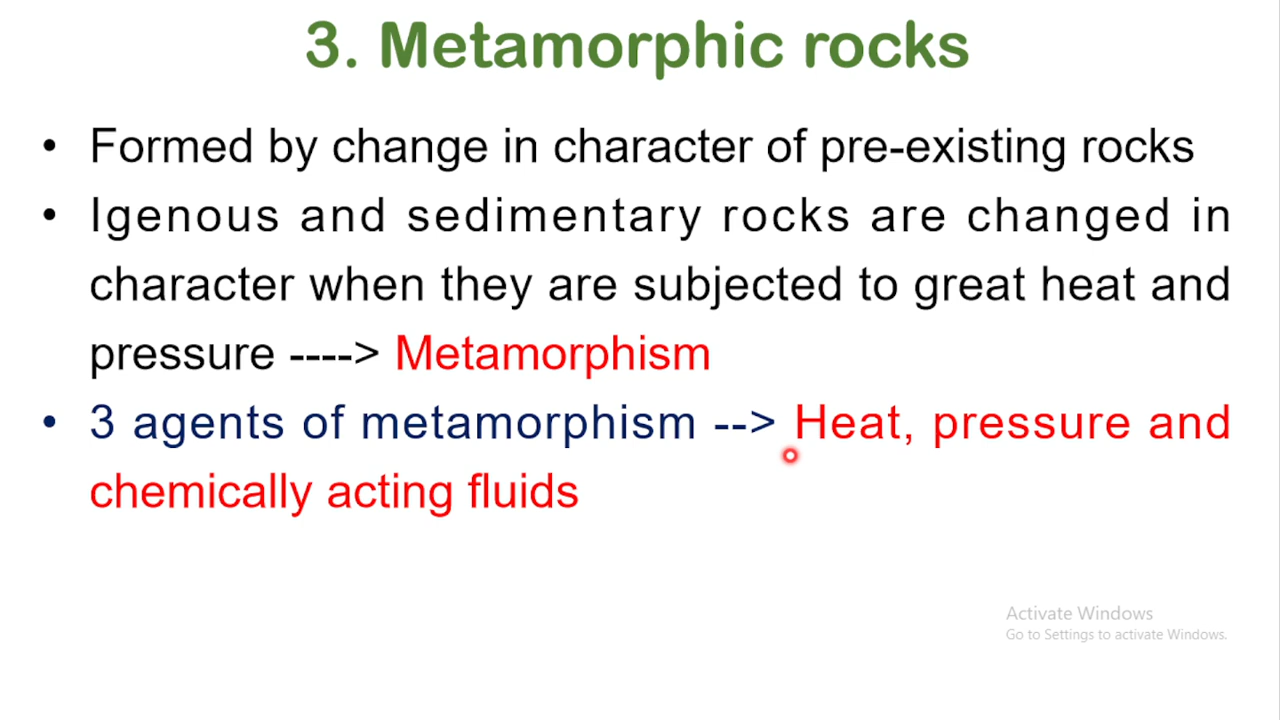 3. Metamorphic rocks
• Formed by change in character of pre-existing rocks
• Igenous and sedimentary rocks are changed in
character when they are subjected to great heat and
pressure ----> Metamorphism
• 3 agents of metamorphism --> Heat, pressure and
chemically acting fluids
Activate Windows
Go to Settings to activate Windows.